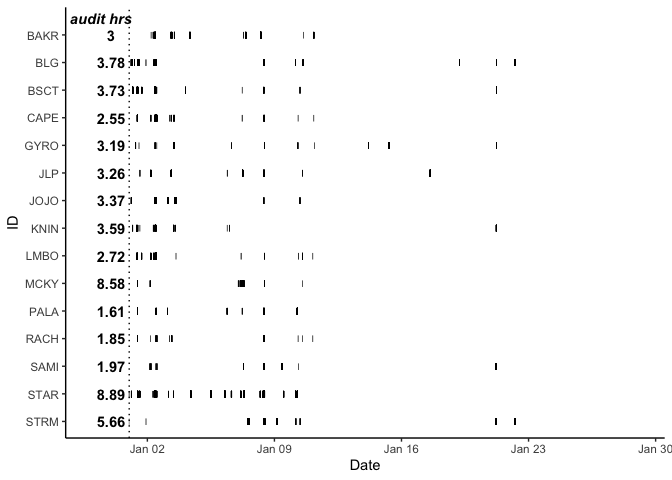 audit hrs
BAKR 3
BLG 3.78
BSCT 3.73
CAPE 2.55
GYRO 3.19
JLP 3.26
JOJO 3.37
KNIN 3.59
LMBO 2.72
MCKY 8.58
PALA 1.61
RACH 1.85
SAMI 1.97
STAR 8.89
STRM 5.66
ID
Jan 02 Jan 09 Jan 16 Jan 23 Jan 30
Date